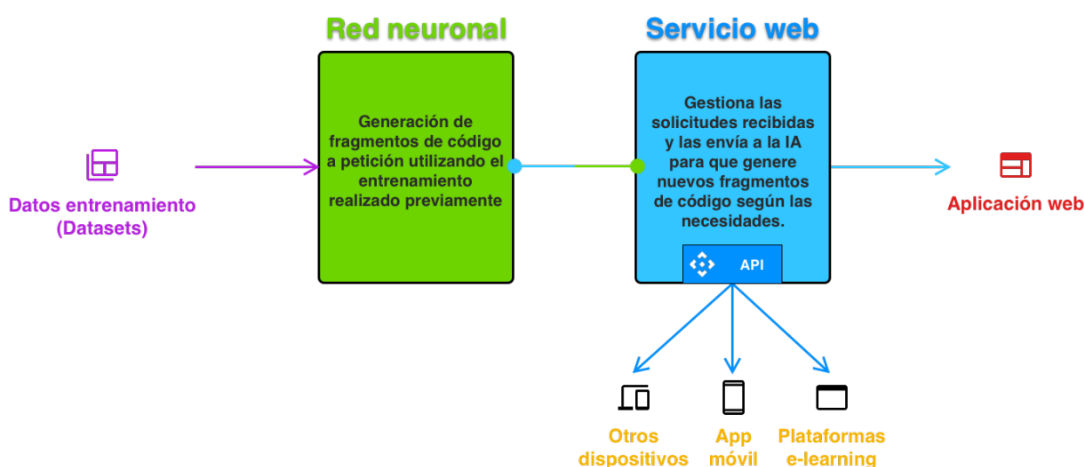 Red neuronal
Servicio web
Generación de
fragmentos de código
a petición utilizando el
entrenamiento
realizado previamente
Gestiona las
solicitudes recibidas
y las envía a la IA
para que genere
nuevos fragmentos
de código según las
necesidades.
API
Datos entrenamiento
(Datasets)
Aplicación web
Otros
dispositivos
App
móvil
Plataformas
e-learning